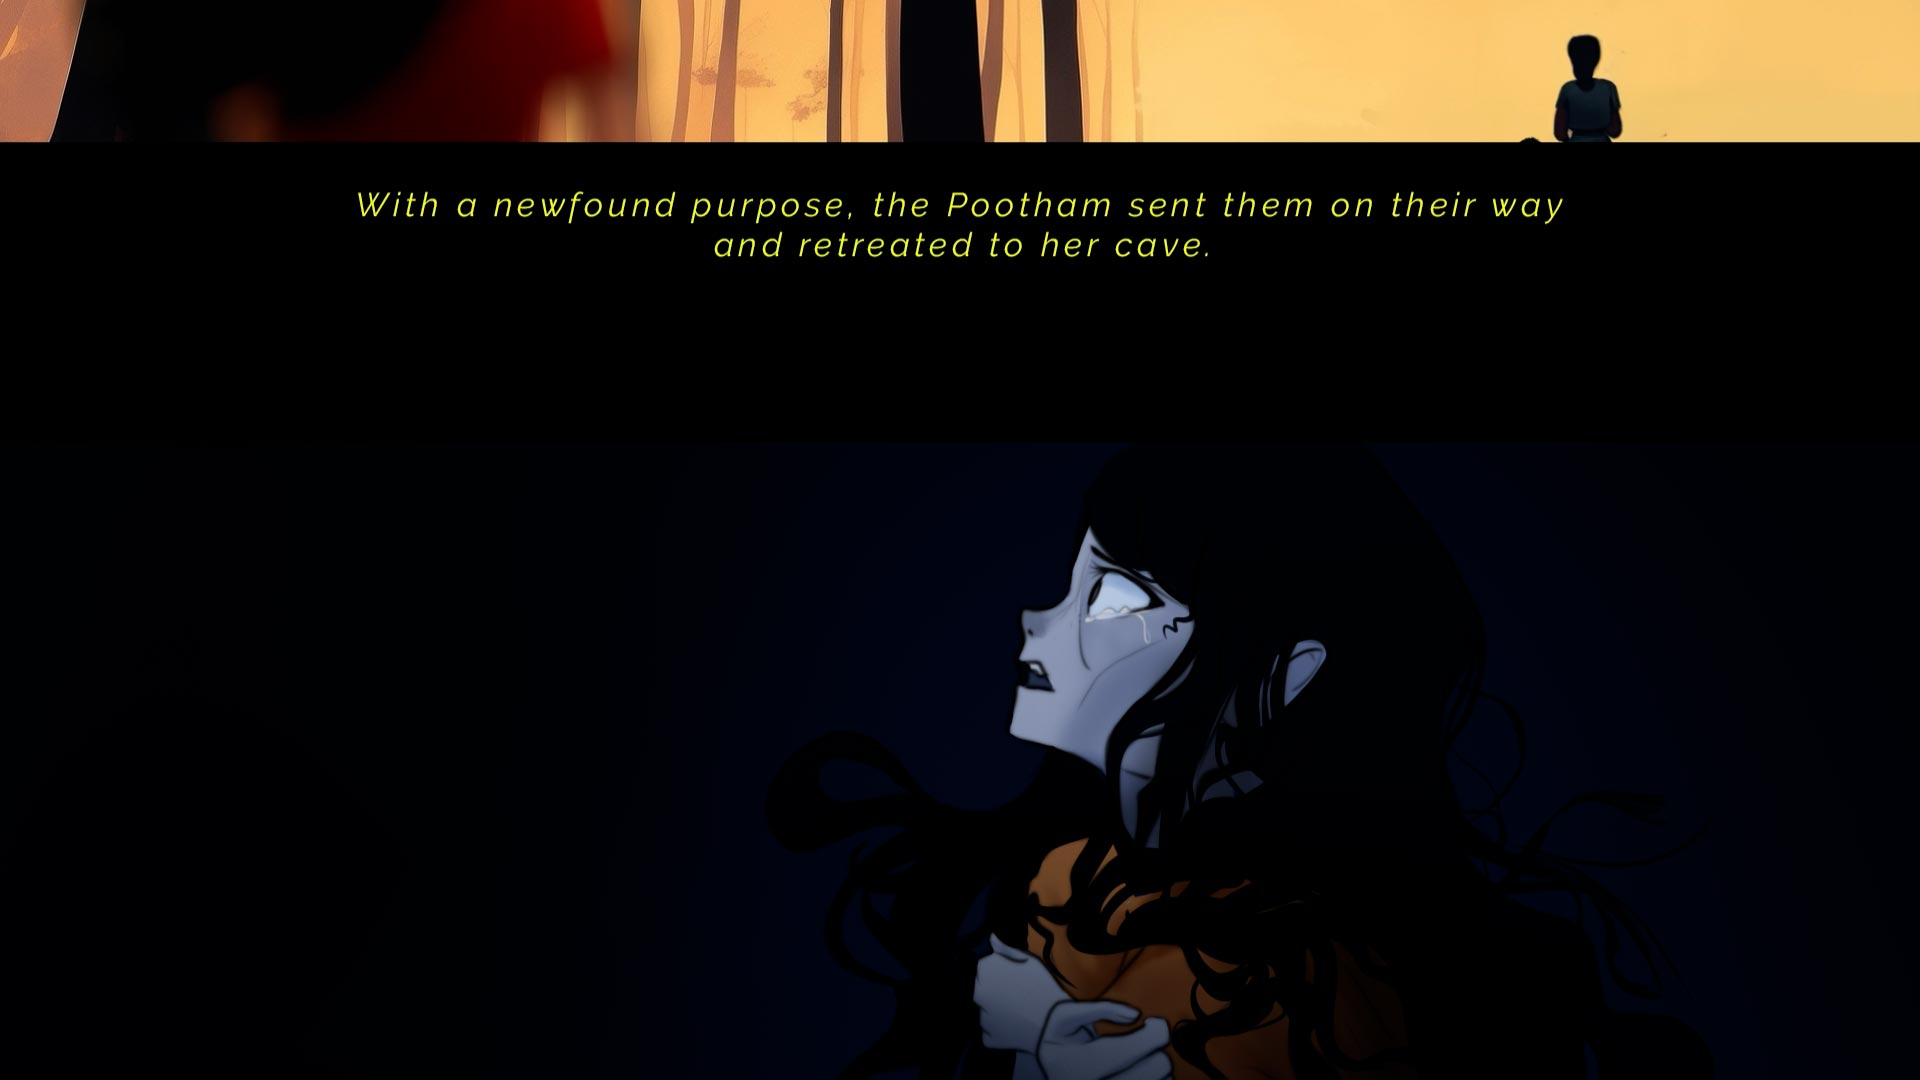 With a newfound purpose, the Pootham sent them on their way
and retreated to her cave.